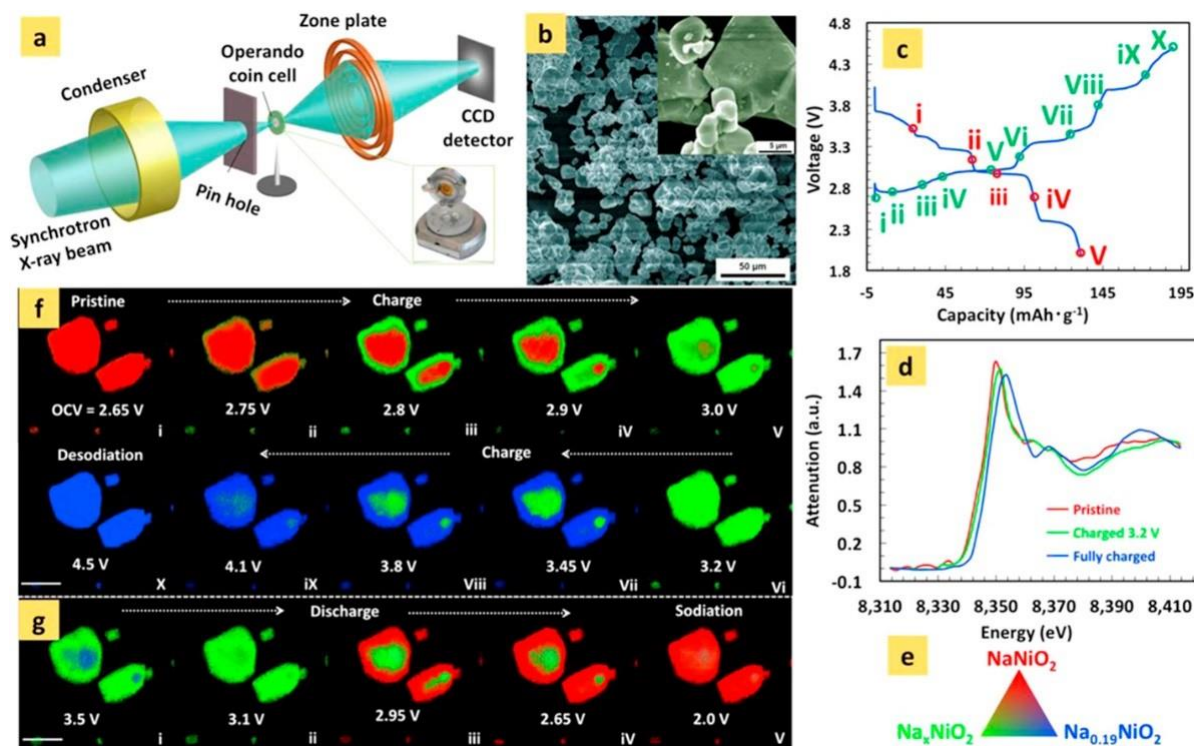 a
Zone plate
Operando
coin cell
Condenser
CCD
detector
Pin hole
Synchrotron
X-ray beam
b
5 µm
50 µm
c
Voltage (V)
4.8
4.3
3.8
3.3
2.8
2.3
1.8
-5
45
95
145
195
Capacity (mAh·g⁻¹)
i
ii
iii
iV
V
i
ii
iii
iV
V
Vi
Vii
Viii
iX
X
d
Attenution (a.u.)
1.7
1.4
1.1
0.8
0.5
0.2
-0.1
Pristine
Charged 3.2 V
Fully charged
8,310
8,330
8,350
8,370
8,390
8,410
Energy (eV)
e
NaNiO₂
NaₓNiO₂
Na₀.₁₉NiO₂
f
Pristine
Charge
OCV = 2.65 V
2.75 V
2.8 V
2.9 V
3.0 V
i
ii
iii
iV
V
Desodiation
Charge
4.5 V
4.1 V
3.8 V
3.45 V
3.2 V
X
iX
Viii
Vii
Vi
g
Discharge
Sodiation
3.5 V
3.1 V
2.95 V
2.65 V
2.0 V
i
ii
iii
iV
V